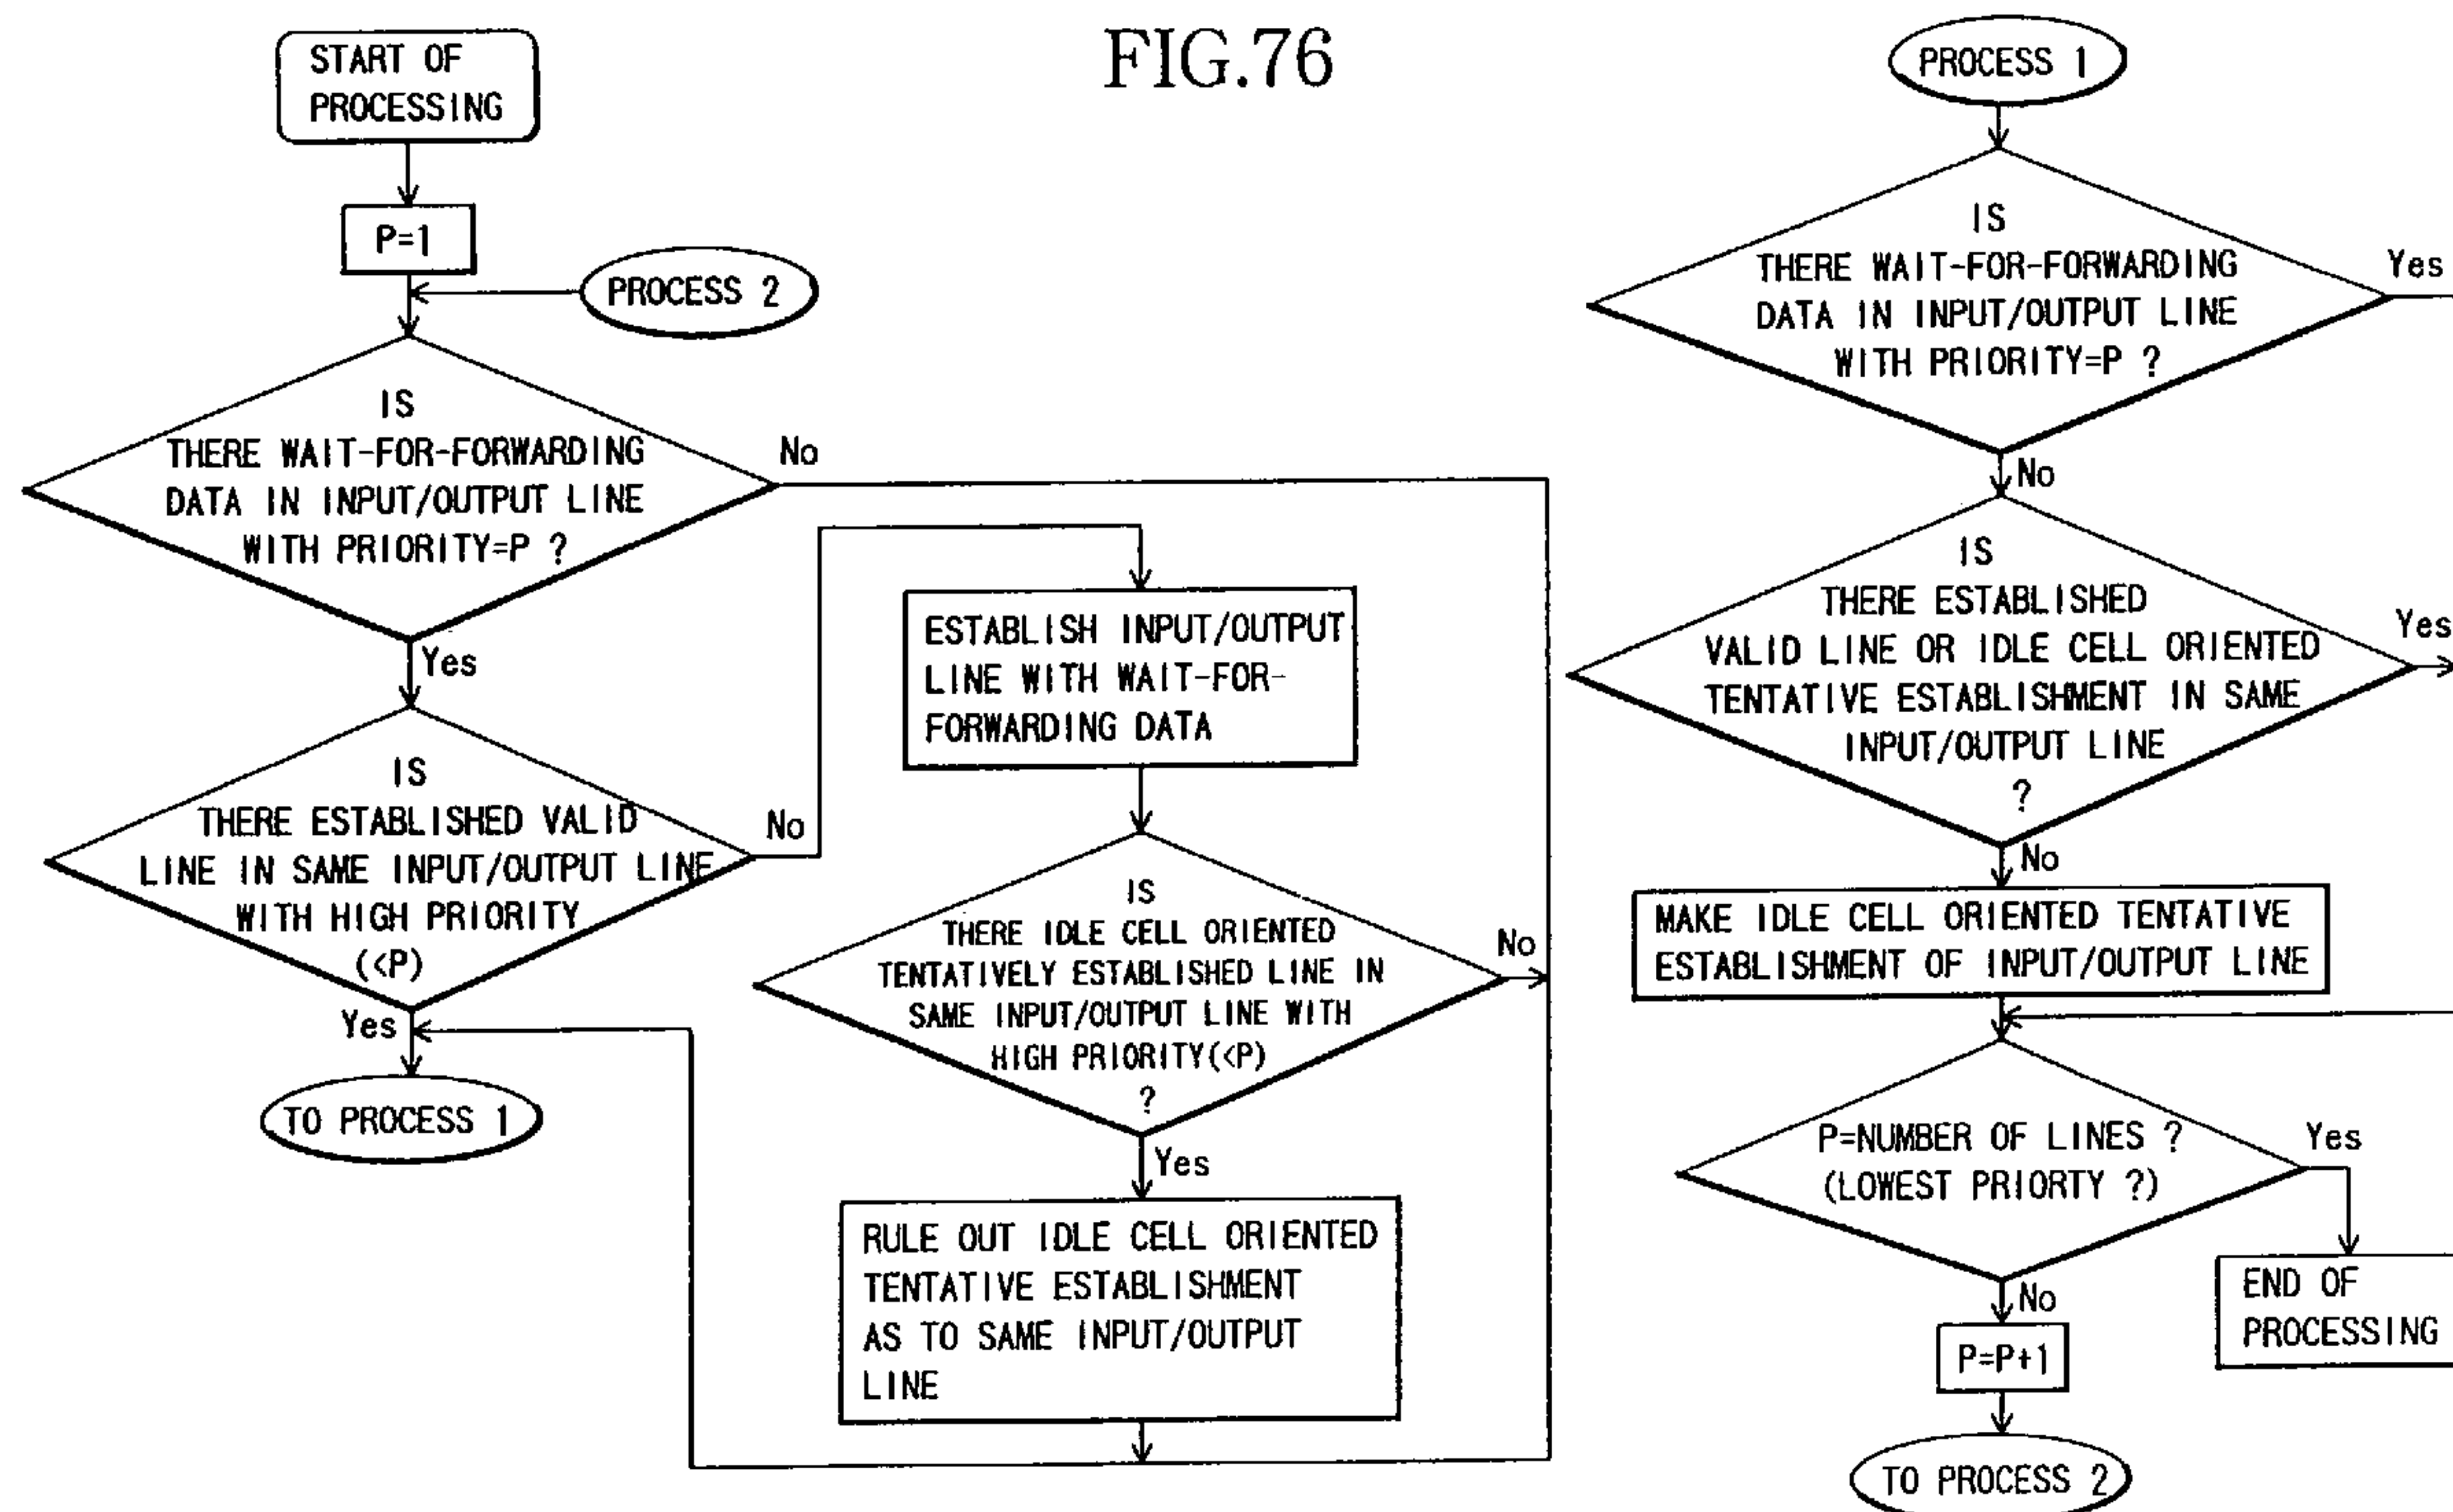 FIG.76
START OF
PROCESSING
P=1
PROCESS 2
IS
THERE WAIT-FOR-FORWARDING
DATA IN INPUT/OUTPUT LINE
WITH PRIORITY=P ?
No
Yes
IS
THERE ESTABLISHED VALID
LINE IN SAME INPUT/OUTPUT LINE
WITH HIGH PRIORITY
(<P)
No
Yes
TO PROCESS 1
ESTABLISH INPUT/OUTPUT
LINE WITH WAIT-FOR-
FORWARDING DATA
IS
THERE IDLE CELL ORIENTED
TENTATIVELY ESTABLISHED LINE IN
SAME INPUT/OUTPUT LINE WITH
HIGH PRIORITY(<P)
?
No
Yes
RULE OUT IDLE CELL ORIENTED
TENTATIVE ESTABLISHMENT
AS TO SAME INPUT/OUTPUT
LINE
PROCESS 1
IS
THERE WAIT-FOR-FORWARDING
DATA IN INPUT/OUTPUT LINE
WITH PRIORITY=P ?
Yes
No
IS
THERE ESTABLISHED
VALID LINE OR IDLE CELL ORIENTED
TENTATIVE ESTABLISHMENT IN SAME
INPUT/OUTPUT LINE
?
Yes
No
MAKE IDLE CELL ORIENTED TENTATIVE
ESTABLISHMENT OF INPUT/OUTPUT LINE
P=NUMBER OF LINES ?
(LOWEST PRIORTY ?)
Yes
No
END OF
PROCESSING
P=P+1
TO PROCESS 2